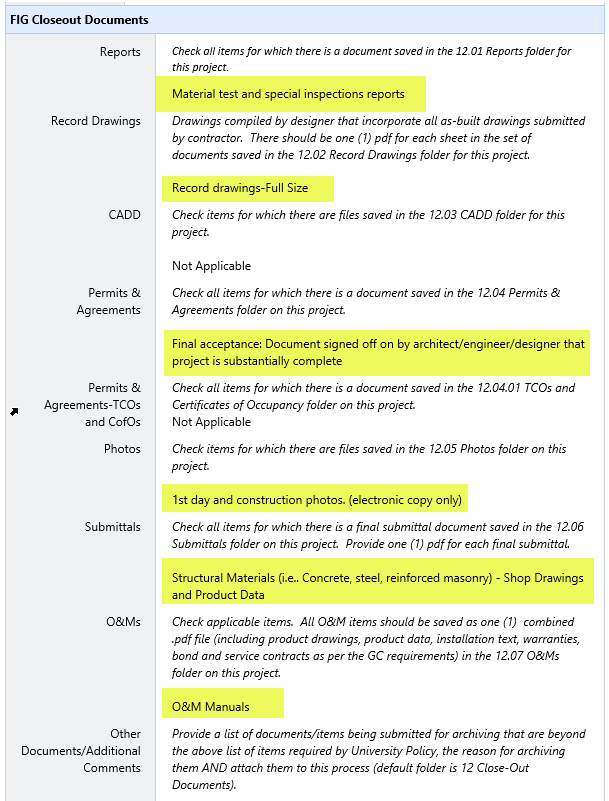 FIG Closeout Documents
Reports
Check all items for which there is a document saved in the 12.01 Reports folder for
this project.
Material test and special inspections reports
Record Drawings
Drawings compiled by designer that incorporate all as-built drawings submitted
by contractor.  There should be one (1) pdf for each sheet in the set of
documents saved in the 12.02 Record Drawings folder for this project.
Record drawings-Full Size
CADD
Check items for which there are files saved in the 12.03 CADD folder for this
project.
Not Applicable
Permits &
Agreements
Check all items for which there is a document saved in the 12.04 Permits &
Agreements folder on this project.
Final acceptance: Document signed off on by architect/engineer/designer that
project is substantially complete
Permits &
Agreements-TCOs
and CofOs
Check all items for which there is a document saved in the 12.04.01 TCOs and
Certificates of Occupancy folder on this project.
Not Applicable
Photos
Check items for which there are files saved in the 12.05 Photos folder on this
project.
1st day and construction photos. (electronic copy only)
Submittals
Check all items for which there is a final submittal document saved in the 12.06
Submittals folder on this project.  Provide one (1) pdf for each final submittal.
Structural Materials (i.e.. Concrete, steel, reinforced masonry) - Shop Drawings
and Product Data
O&Ms
Check applicable items.  All O&M items should be saved as one (1)  combined
.pdf file (including product drawings, product data, installation text, warranties,
bond and service contracts as per the GC requirements) in the 12.07 O&Ms
folder on this project.
O&M Manuals
Other
Documents/Additional
Comments
Provide a list of documents/items being submitted for archiving that are beyond
the above list of items required by University Policy, the reason for archiving
them AND attach them to this process (default folder is 12 Close-Out
Documents).